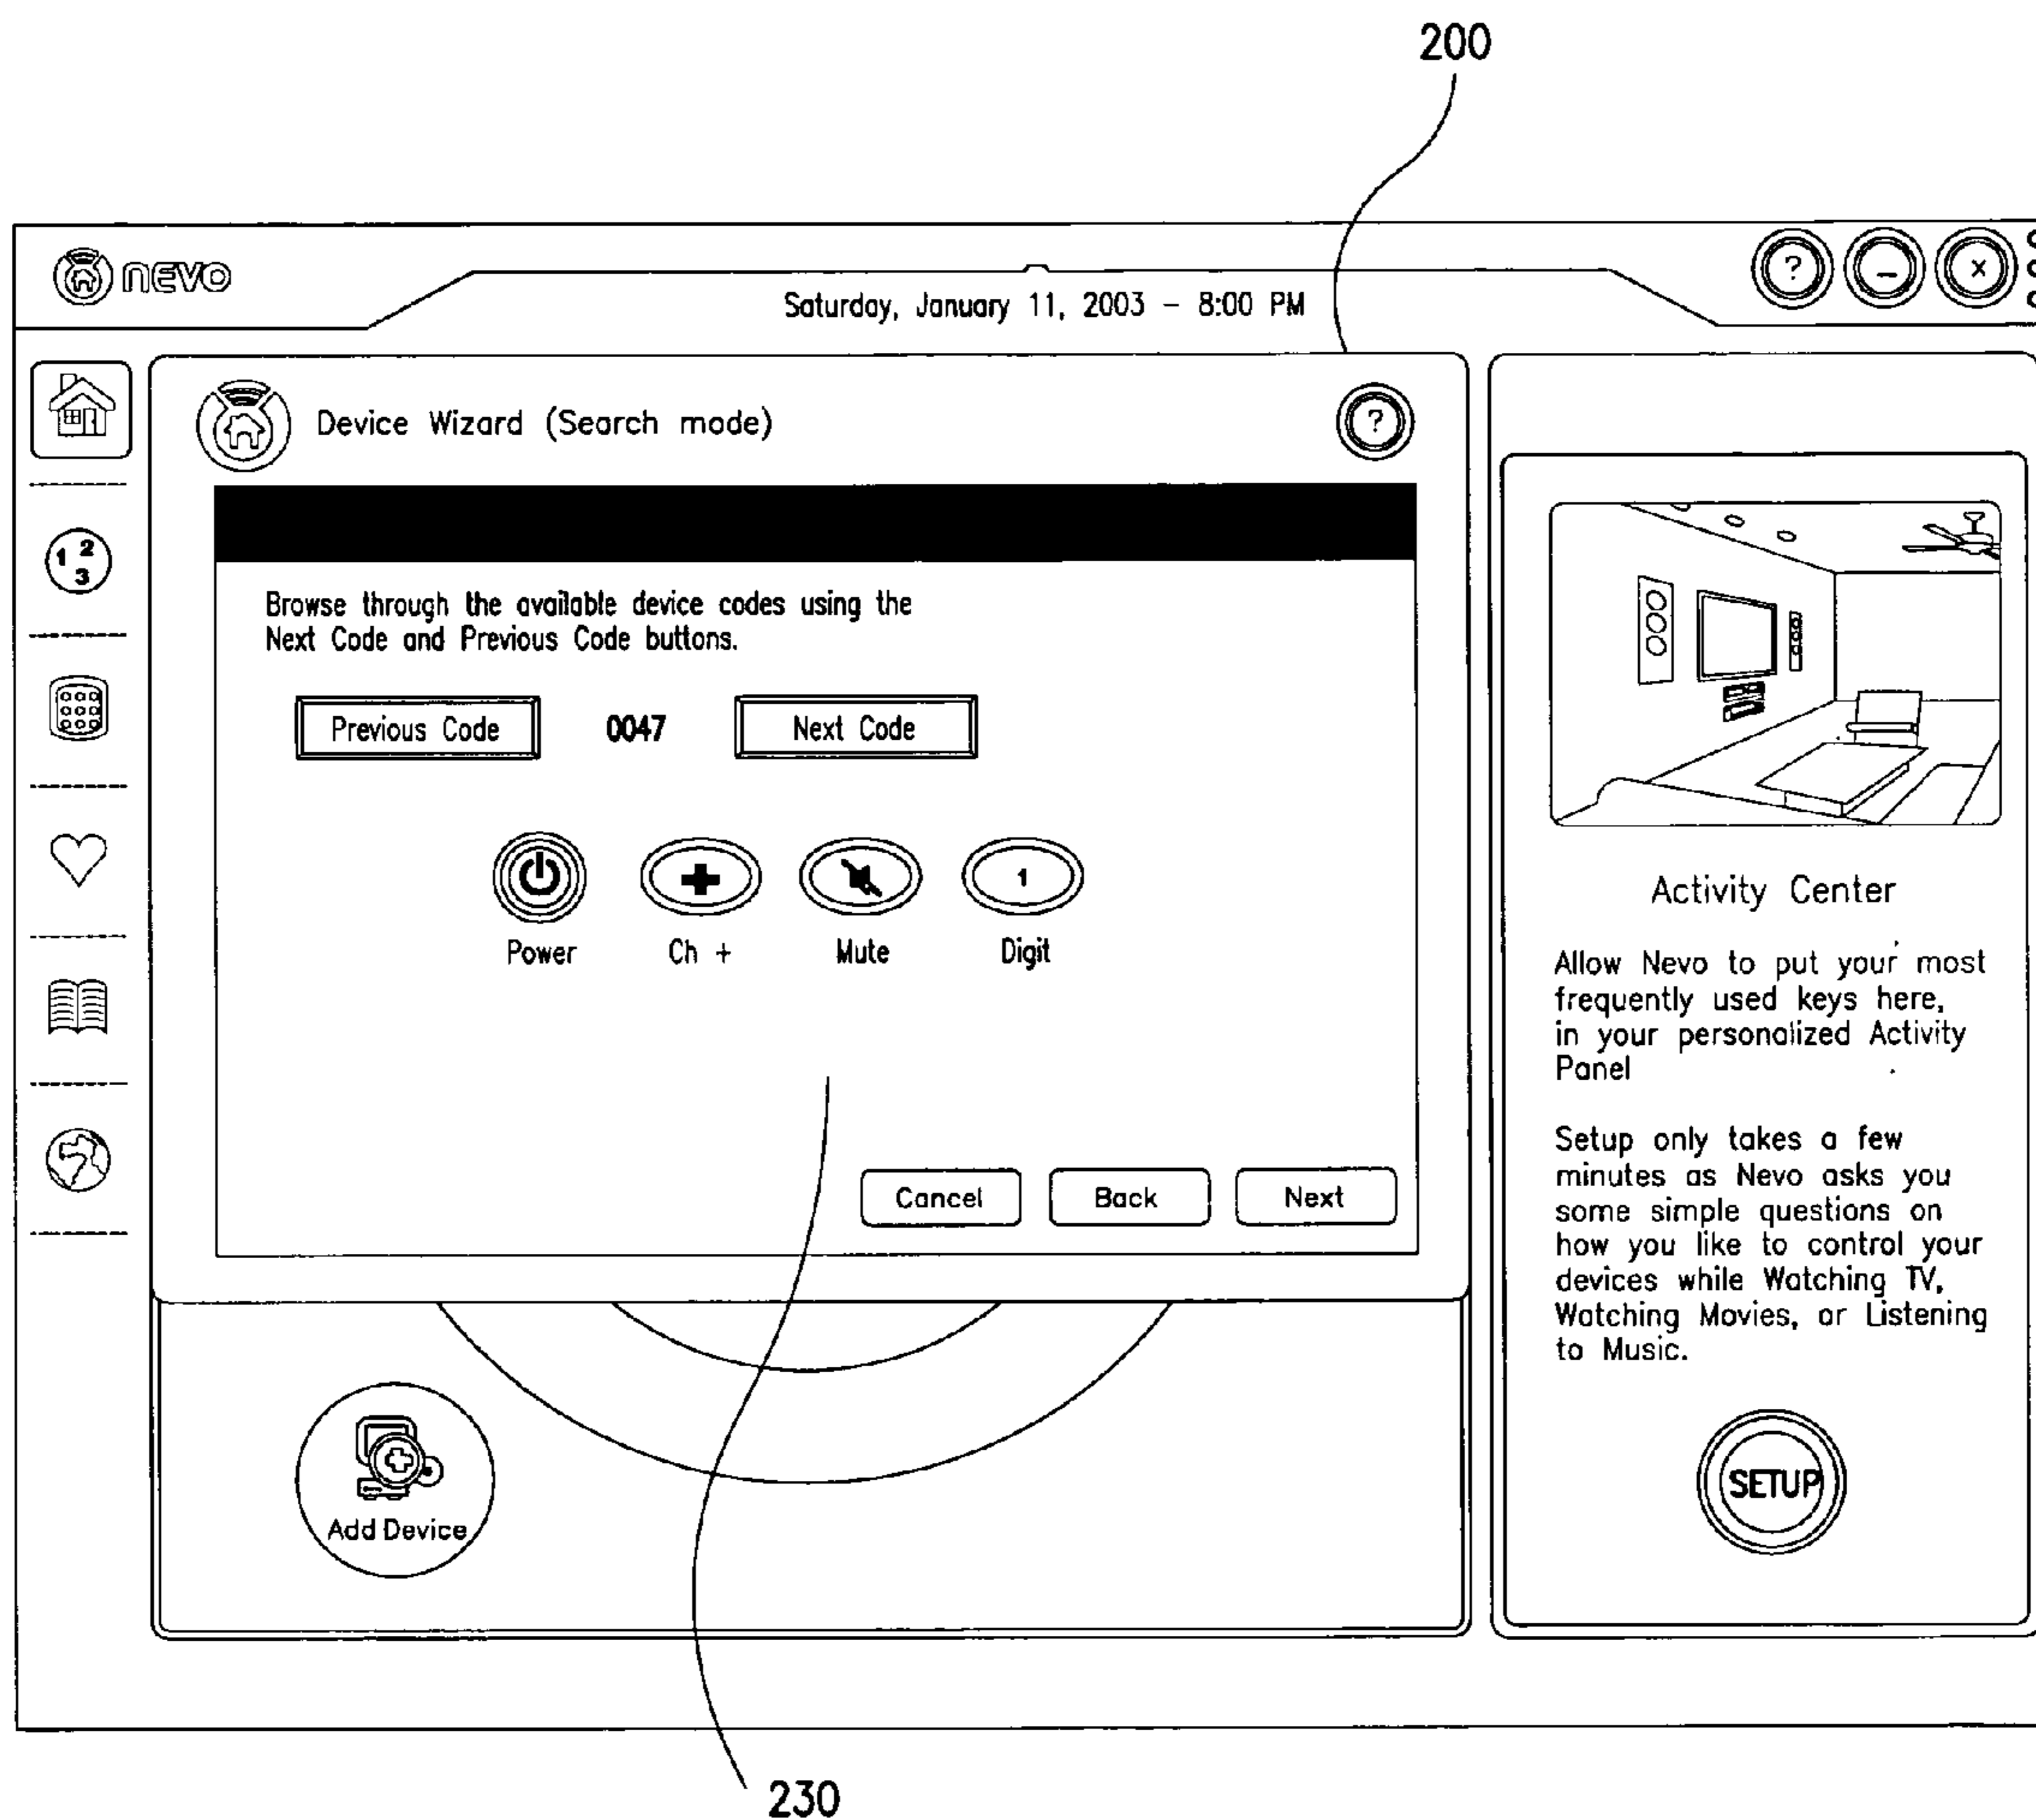 200
nevo
Saturday, January 11, 2003 – 8:00 PM
?
–
x
Device Wizard (Search mode)
?
1 2
3
Browse through the available device codes using the
Next Code and Previous Code buttons.
Previous Code
0047
Next Code
1
Power
Ch +
Mute
Digit
Cancel
Back
Next
Add Device
Activity Center
Allow Nevo to put your most
frequently used keys here,
in your personalized Activity
Panel
Setup only takes a few
minutes as Nevo asks you
some simple questions on
how you like to control your
devices while Watching TV,
Watching Movies, or Listening
to Music.
SETUP
230